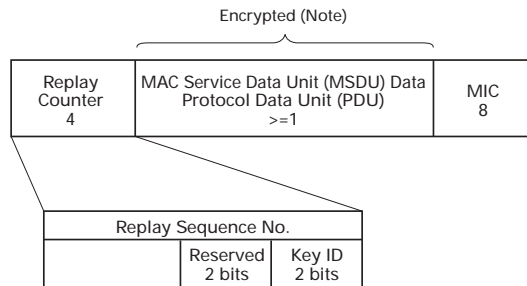 Encrypted (Note)
Replay
Counter
4
MAC Service Data Unit (MSDU) Data
Protocol Data Unit (PDU)
>=1
MIC
8
Replay Sequence No.
Reserved
2 bits
Key ID
2 bits